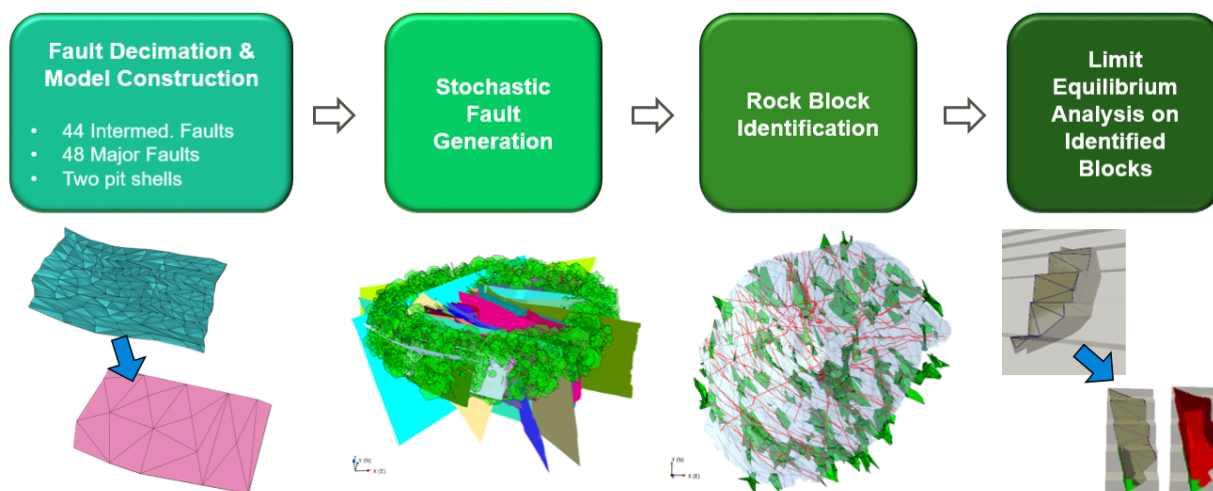 Fault Decimation &
Model Construction
• 44 Intermed. Faults
• 48 Major Faults
• Two pit shells
Stochastic
Fault
Generation
Rock Block
Identification
Limit
Equilibrium
Analysis on
Identified
Blocks
Y (N)
X (E)
Y (N)
X (E)